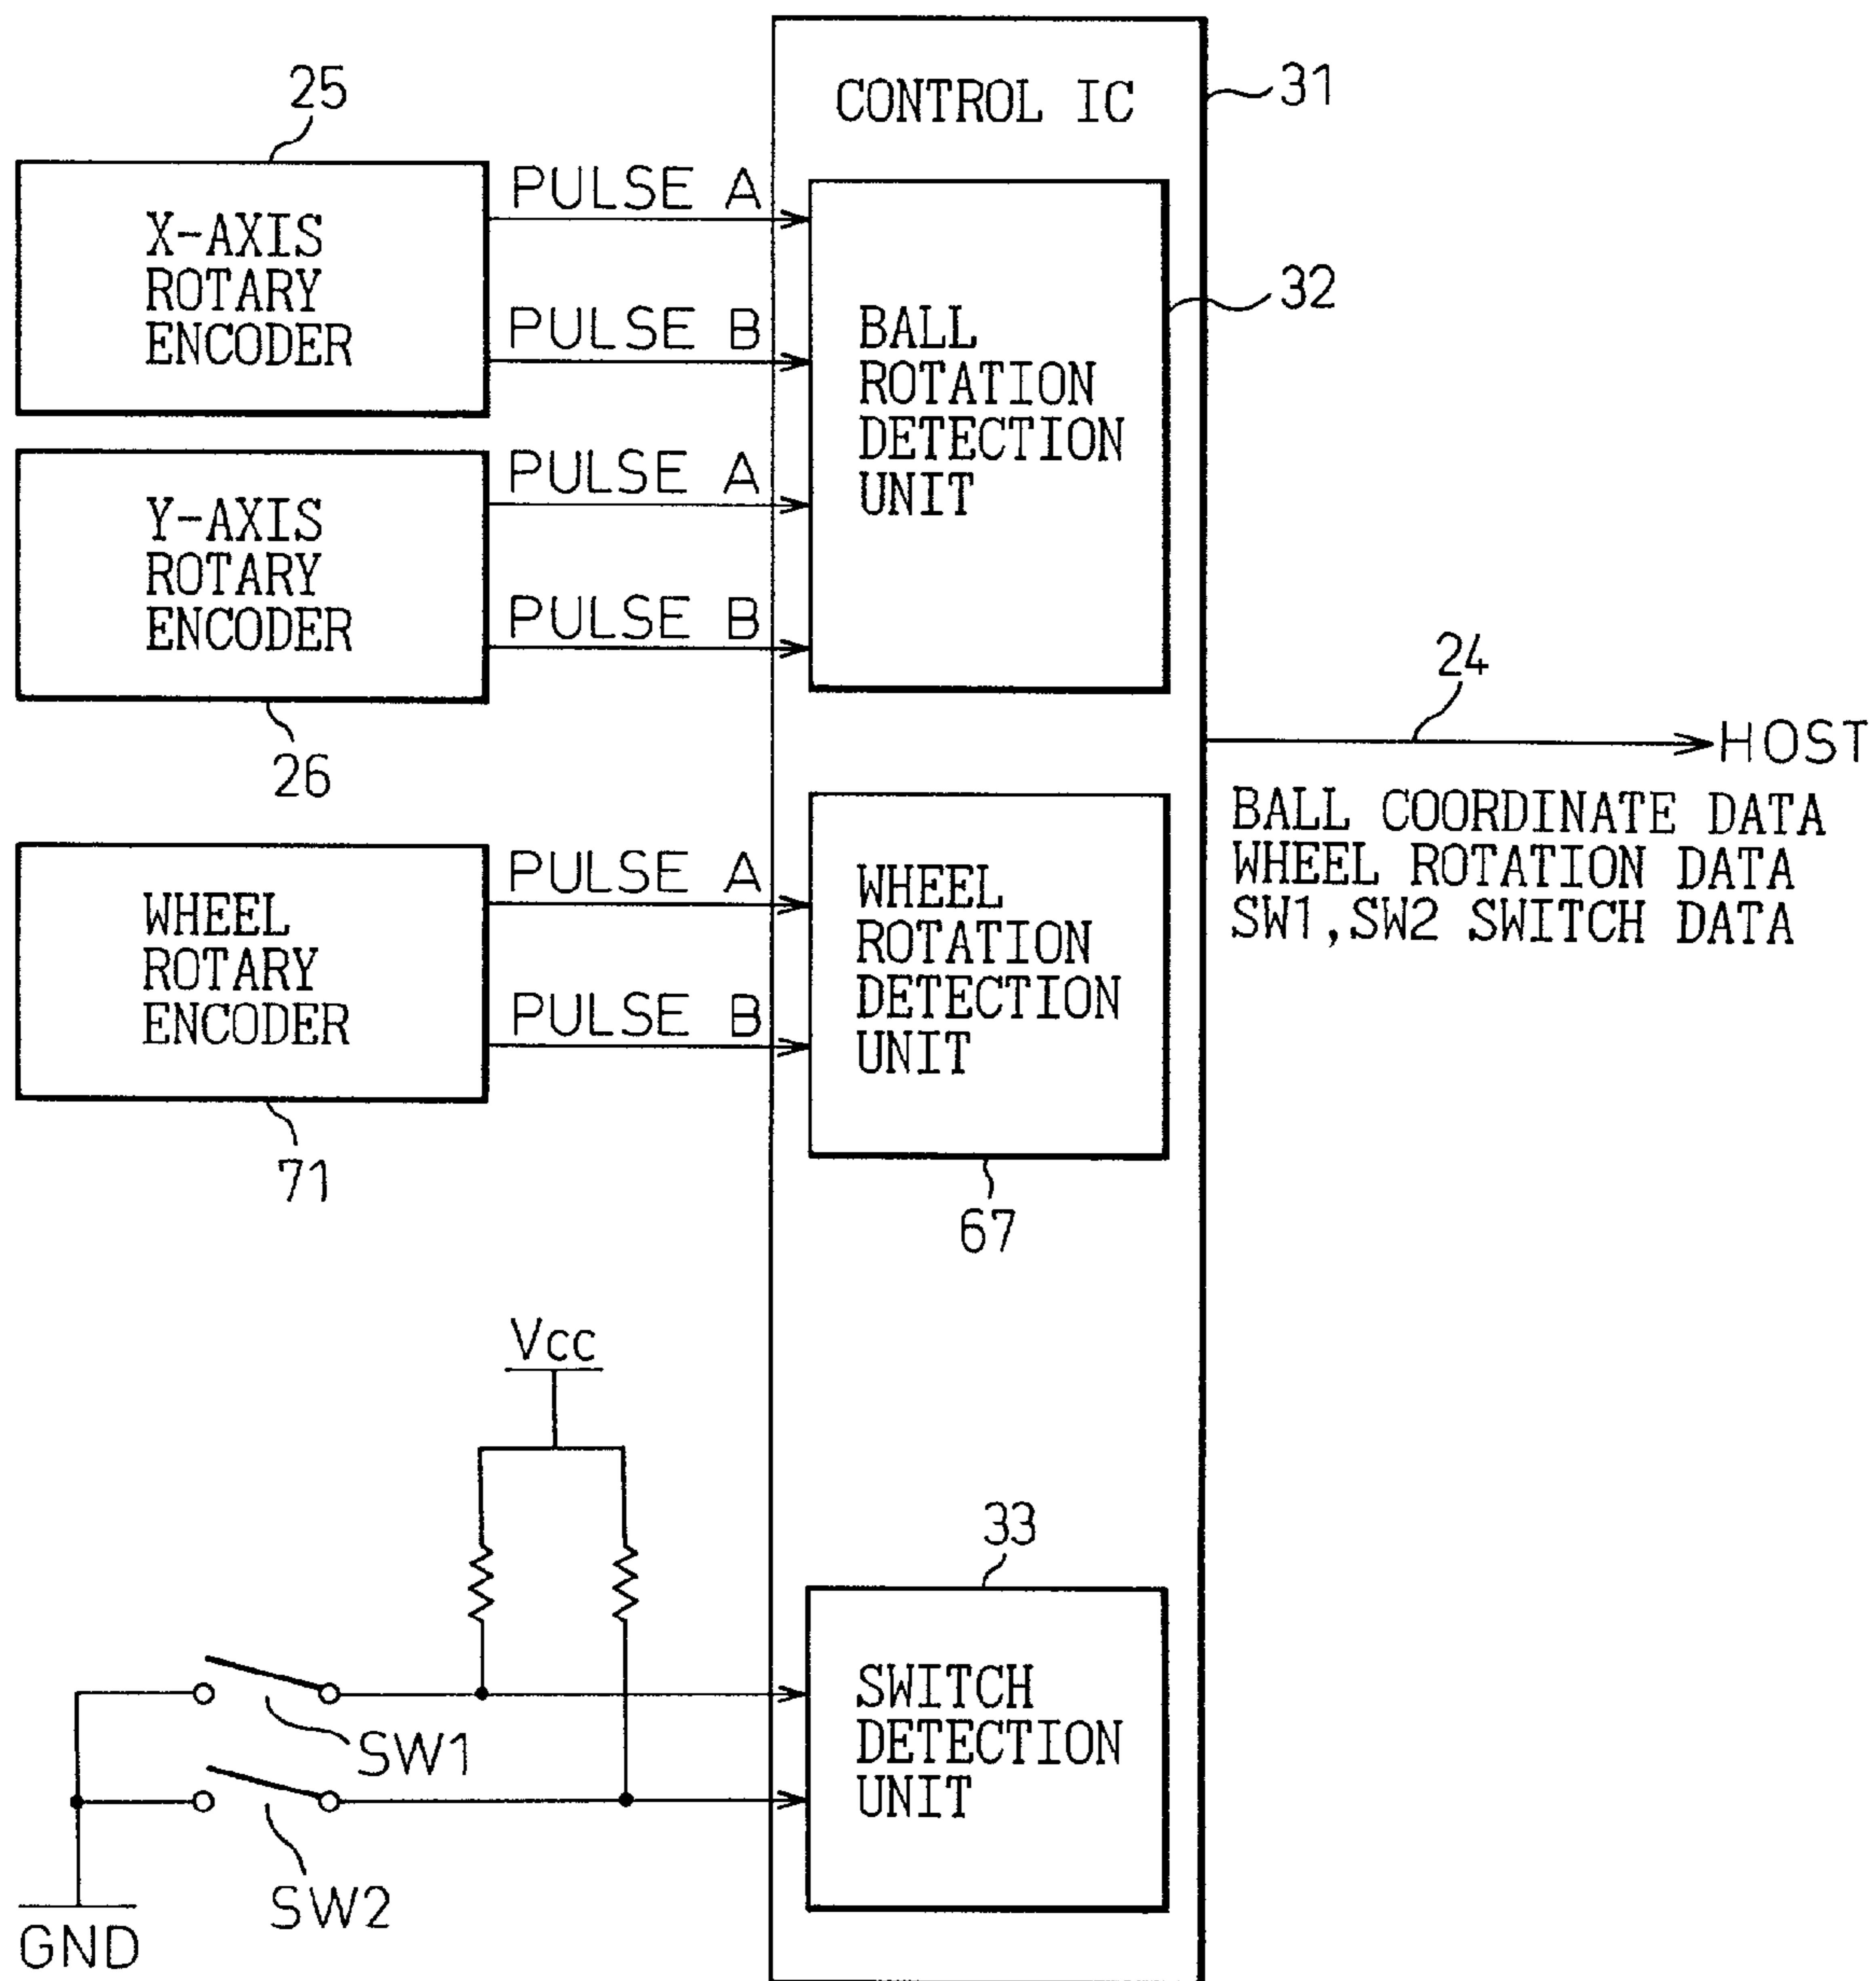 CONTROL IC
31
25
X-AXIS
ROTARY
ENCODER
PULSE A
PULSE B
BALL
ROTATION
DETECTION
UNIT
32
Y-AXIS
ROTARY
ENCODER
PULSE A
PULSE B
26
24
HOST
BALL COORDINATE DATA
WHEEL ROTATION DATA
SW1,SW2 SWITCH DATA
WHEEL
ROTARY
ENCODER
PULSE A
PULSE B
71
WHEEL
ROTATION
DETECTION
UNIT
67
Vcc
33
SWITCH
DETECTION
UNIT
SW1
SW2
GND